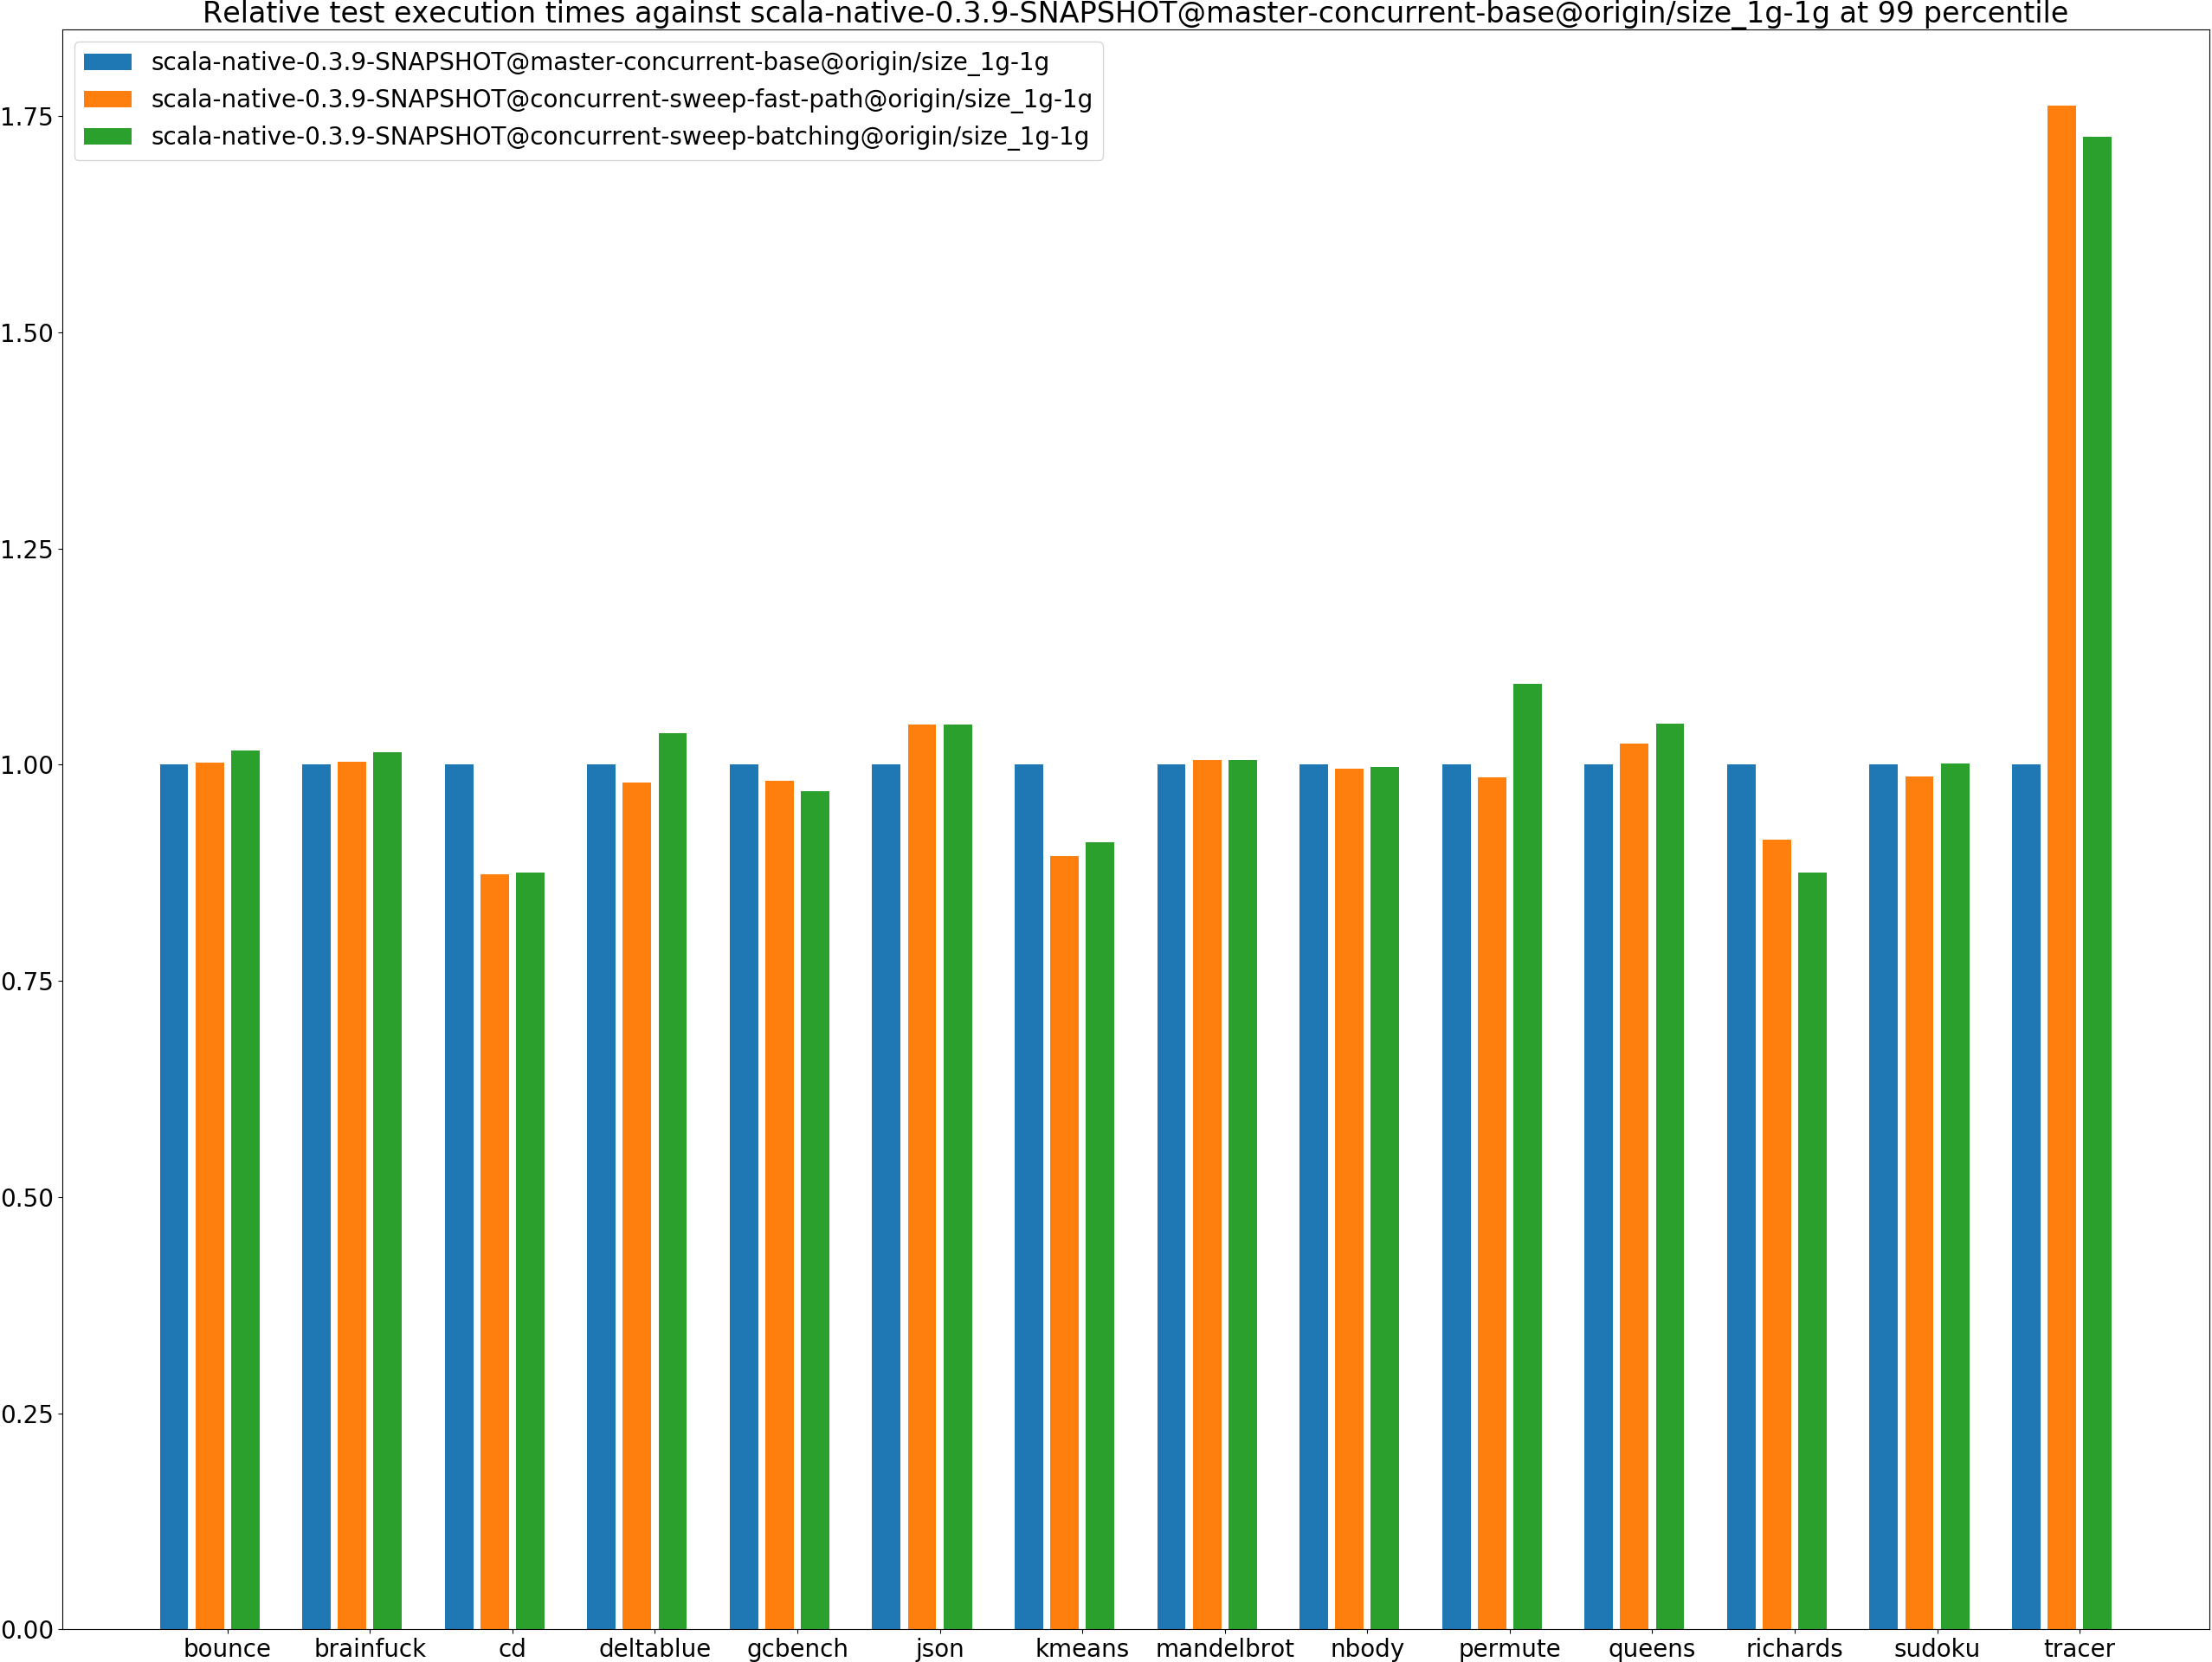 Relative test execution times against scala-native-0.3.9-SNAPSHOT@master-concurrent-base@origin/size_1g-1g at 99 percentile
scala-native-0.3.9-SNAPSHOT@master-concurrent-base@origin/size_1g-1g
scala-native-0.3.9-SNAPSHOT@concurrent-sweep-fast-path@origin/size_1g-1g
scala-native-0.3.9-SNAPSHOT@concurrent-sweep-batching@origin/size_1g-1g
1.75
1.50
1.25
1.00
0.75
0.50
0.25
0.00
bounce brainfuck cd deltablue gcbench json kmeans mandelbrot nbody permute queens richards sudoku tracer